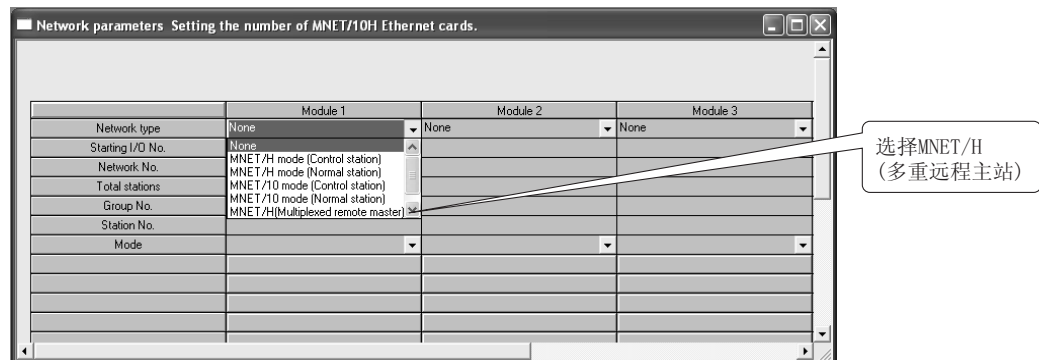 Network parameters Setting the number of MNET/10H Ethernet cards.
Module 1 Module 2 Module 3
Network type None None None
Starting I/O No. None
Network No. MNET/H mode (Control station)
MNET/H mode (Normal station)
Total stations MNET/10 mode (Control station)
Group No. MNET/10 mode (Normal station)
MNET/H(Multiplexed remote master)
Station No.
Mode
选择MNET/H
(多重远程主站)